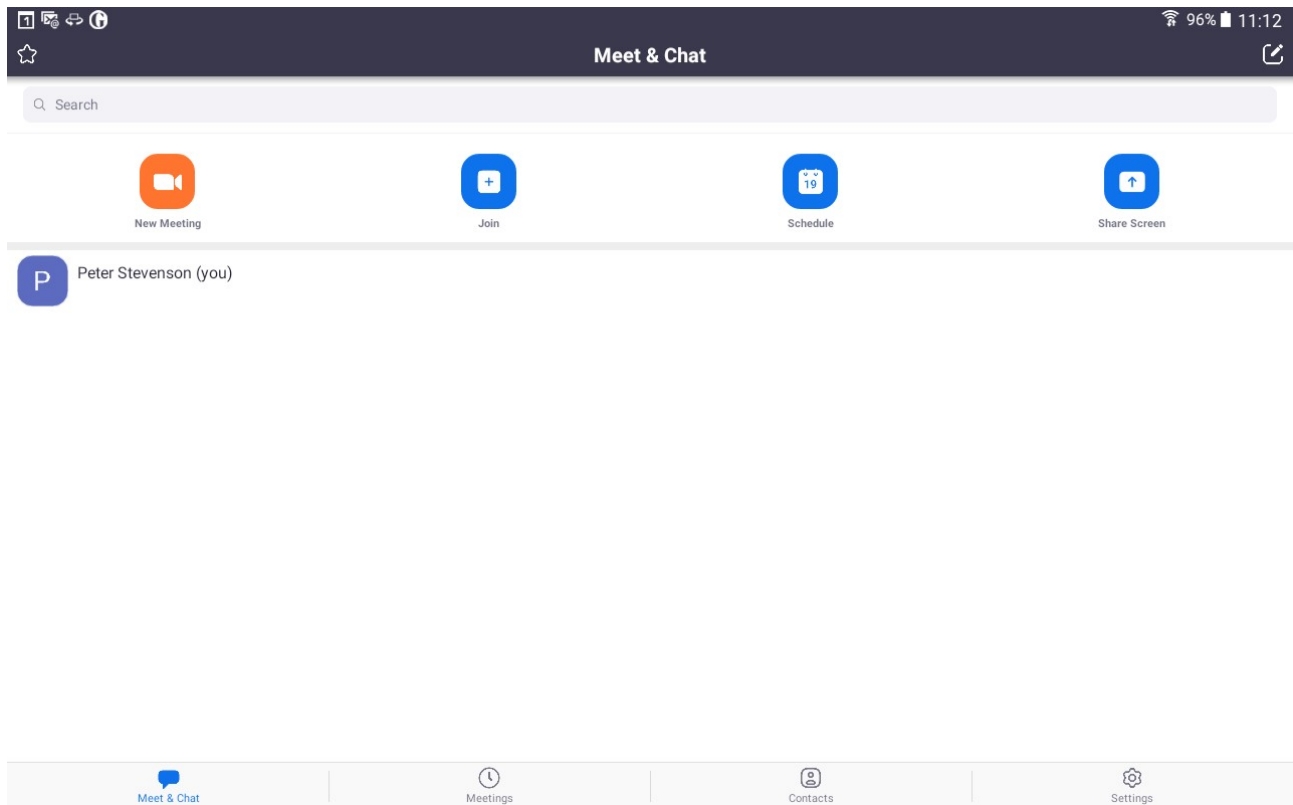 1 96% 11:12
Meet & Chat
Search
19
New Meeting Join Schedule Share Screen
P Peter Stevenson (you)
Meet & Chat Meetings Contacts Settings